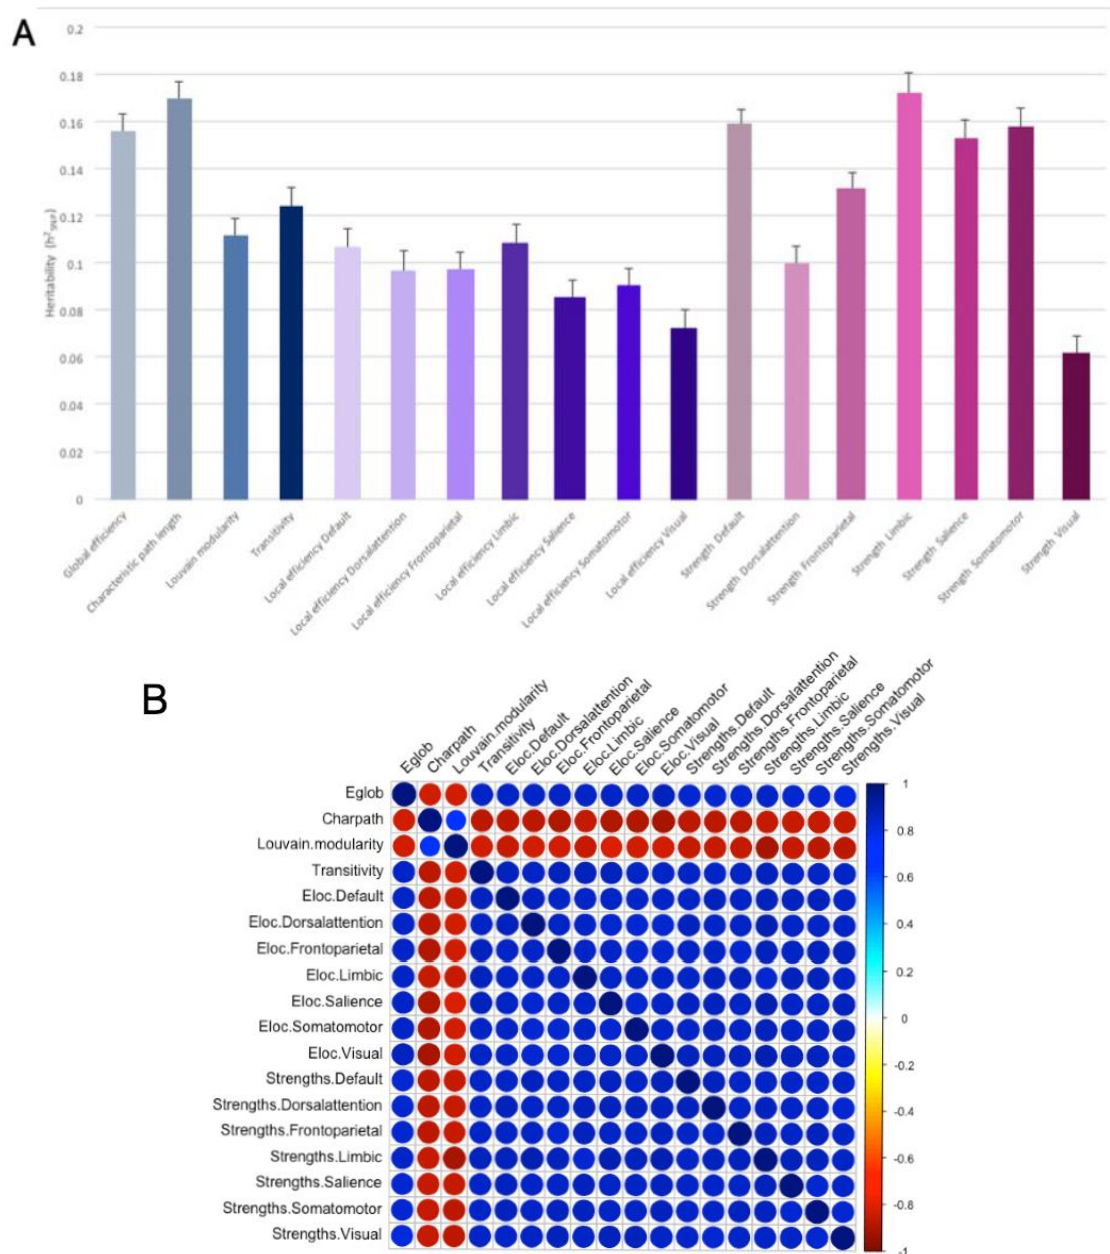 A
0.2
0.18
0.16
0.14
0.12
0.1
0.08
0.06
0.04
0.02
0
Heritability (h²SNP)
Global efficiency
Characteristic path length
Louvain modularity
Transitivity
Local efficiency Default
Local efficiency Dorsalattention
Local efficiency Frontoparietal
Local efficiency Limbic
Local efficiency Salience
Local efficiency Somatomotor
Local efficiency Visual
Strength Default
Strength Dorsalattention
Strength Frontoparietal
Strength Limbic
Strength Salience
Strength Somatomotor
Strength Visual
B
Eglob
Charpath
Louvain.modularity
Transitivity
Eloc.Default
Eloc.Dorsalattention
Eloc.Frontoparietal
Eloc.Limbic
Eloc.Salience
Eloc.Somatomotor
Eloc.Visual
Strengths.Default
Strengths.Dorsalattention
Strengths.Frontoparietal
Strengths.Limbic
Strengths.Salience
Strengths.Somatomotor
Strengths.Visual
Eglob
Charpath
Louvain.modularity
Transitivity
Eloc.Default
Eloc.Dorsalattention
Eloc.Frontoparietal
Eloc.Limbic
Eloc.Salience
Eloc.Somatomotor
Eloc.Visual
Strengths.Default
Strengths.Dorsalattention
Strengths.Frontoparietal
Strengths.Limbic
Strengths.Salience
Strengths.Somatomotor
Strengths.Visual
1
0.8
0.6
0.4
0.2
0
-0.2
-0.4
-0.6
-0.8
-1